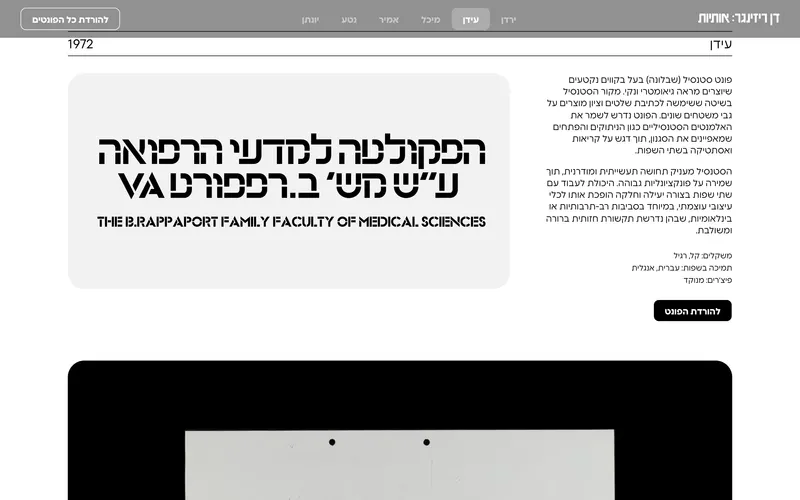 דן ריזינגר: אותיות
ירדן
עידן
מיכל
אמיר
נטע
יונתן
להורדת כל הפונטים
עידן
1972
פונט סטנסיל (שבלונה) בעל בקווים נקטעים
שיוצרים מראה גיאומטרי ונקי. מקור הסטנסיל
בשיטה ששימשה לכתיבת שלטים וציון מוצרים על
גבי משטחים שונים. הפונט נדרש לשמר את
האלמנטים הסטנסיליים כגון הניתוקים והפתחים
שמאפיינים את הסגנון, תוך דגש על קריאות
ואסתטיקה בשתי השפות.
הסטנסיל מעניק תחושה תעשייתית ומודרנית, תוך
שמירה על פונקציונליות גבוהה. היכולת לעבוד עם
שתי שפות בצורה יעילה וחלקה הופכת אותו לכלי
עיצובי עוצמתי, במיוחד בסביבות רב-תרבותיות או
בינלאומיות, שבהן נדרשת תקשורת חזותית ברורה
ומשולבת.
משקלים: קל, רגיל
תמיכה בשפות: עברית, אנגלית
פיצ׳רים: מנוקד
להורדת הפונט
הפקולטה למדעי הרפואה
ע״ש מש׳ ב.רפפורט VA
THE B.RAPPAPORT FAMILY FACULTY OF MEDICAL SCIENCES